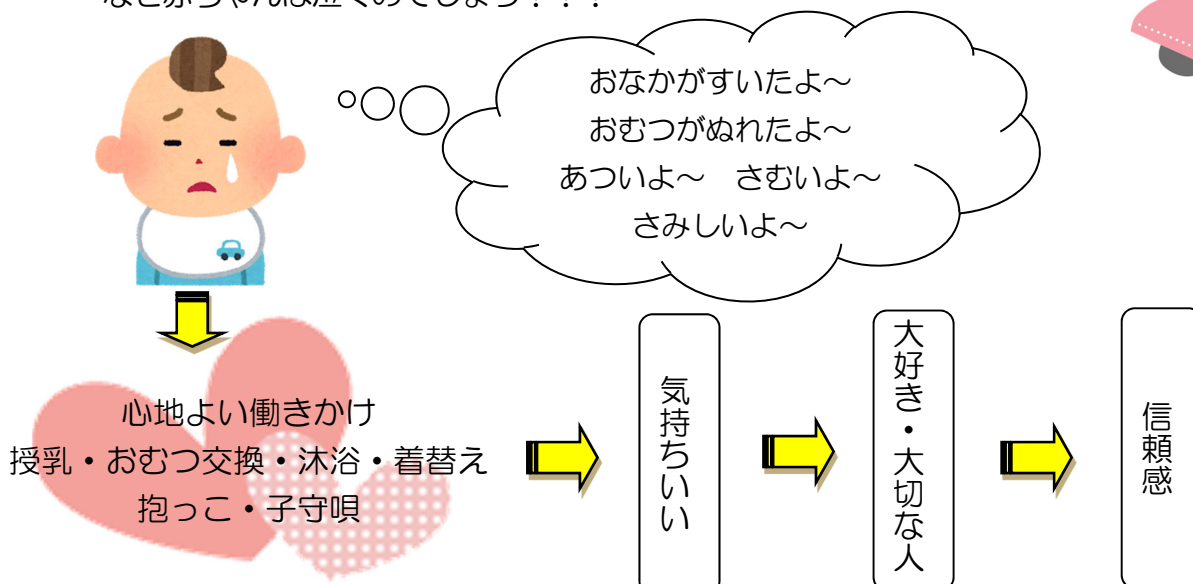 おなかがすいたよ～
おむつがぬれたよ～
あついよ～　さむいよ～
さみしいよ～
心地よい働きかけ
授乳・おむつ交換・沐浴・着替え
抱っこ・子守唄
気持ちいい
大好き・大切な人
信頼感